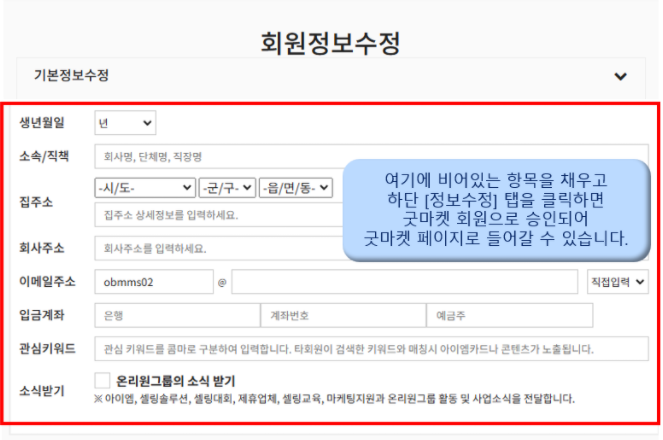 회원정보수정
기본정보수정
생년월일 년
소속/직책 회사명, 단체명, 직장명
집주소 -시/도- -군/구- -읍/면/동-
집주소 상세정보를 입력하세요.
여기에 비어있는 항목을 채우고
하단 [정보수정] 탭을 클릭하면
굿마켓 회원으로 승인되어
굿마켓 페이지로 들어갈 수 있습니다.
회사주소 회사주소를 입력하세요.
이메일주소 obmms02 @ 직접입력
입금계좌 은행 계좌번호 예금주
관심키워드 관심 키워드를 콤마로 구분하여 입력합니다. 타회원이 검색한 키워드와 매칭시 아이엠카드나 콘텐츠가 노출됩니다.
소식받기 온리원그룹의 소식 받기
※ 아이엠, 셀링솔루션, 셀링대회, 제휴업체, 셀링교육, 마케팅지원과 온리원그룹 활동 및 사업소식을 전달합니다.